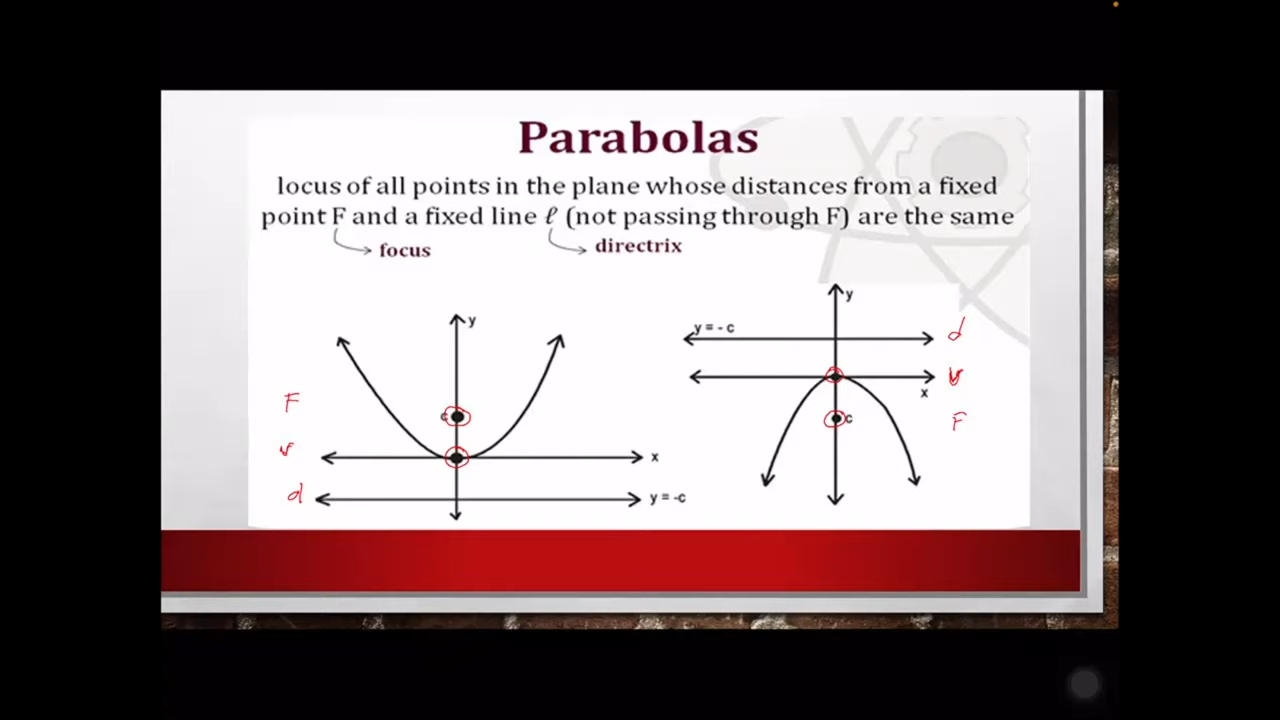 Parabolas
locus of all points in the plane whose distances from a fixed
point F and a fixed line ℓ (not passing through F) are the same
focus
directrix
y
c
x
y = -c
F
v
d
y
y = - c
x
c
d
v
F